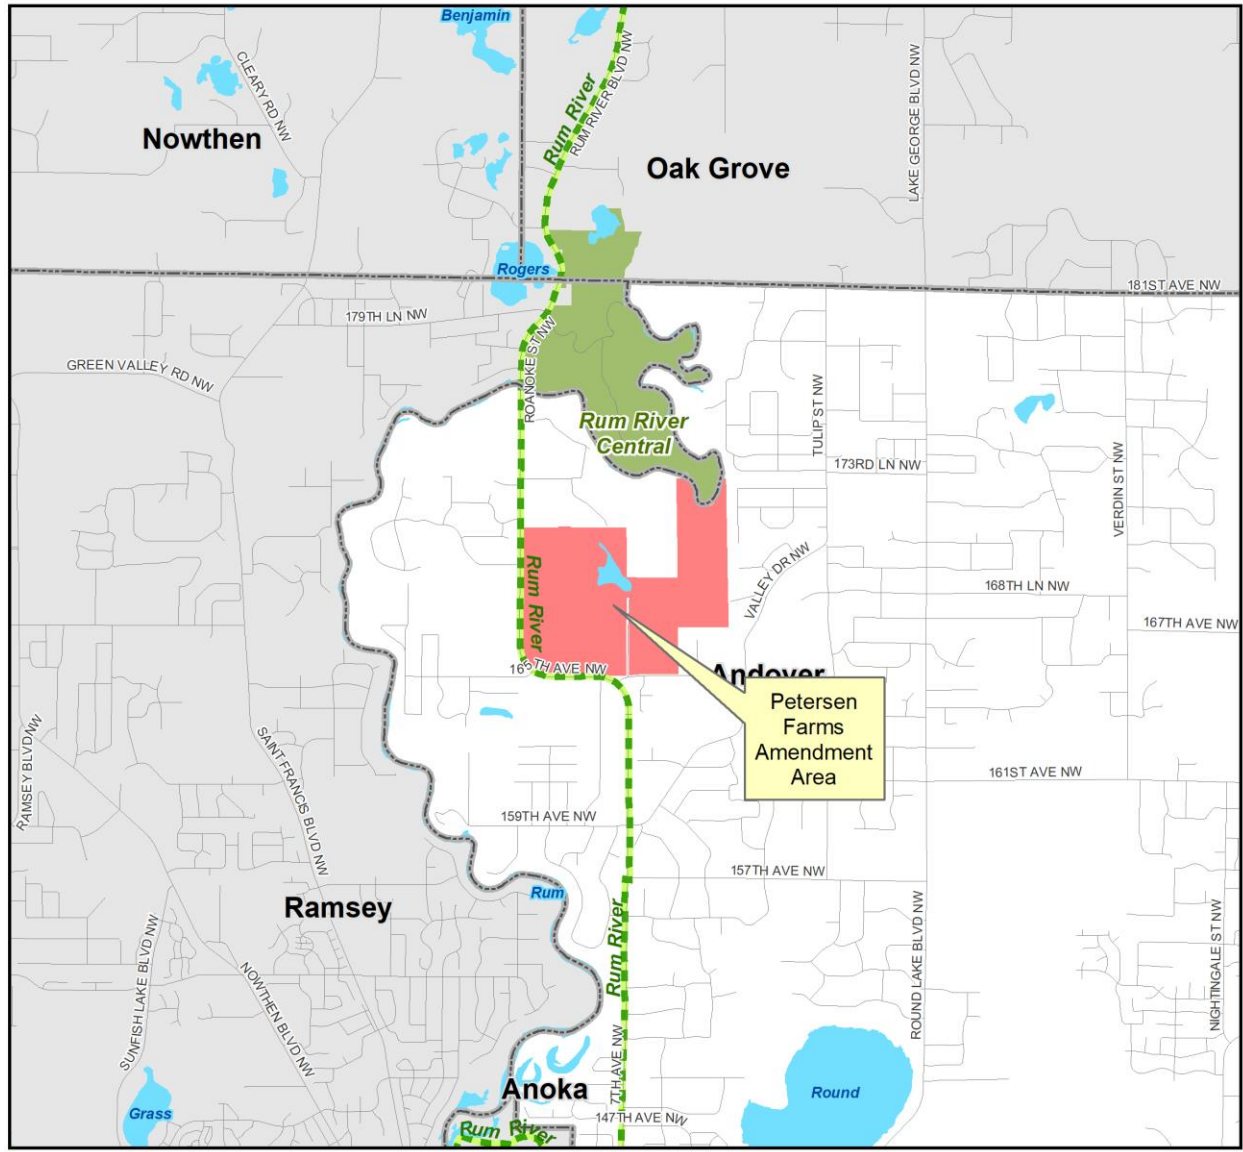 Benjamin
CLEARY RD NW
Nowthen
Rum River
RUM RIVER BLVD NW
Oak Grove
LAKE GEORGE BLVD NW
Rogers
181ST AVE NW
179TH LN NW
ROANOKE ST NW
GREEN VALLEY RD NW
Rum River
Central
TULIP ST NW
173RD LN NW
VERDIN ST NW
Rum River
VALLEY DR NW
168TH LN NW
167TH AVE NW
165TH AVE NW
Andover
Petersen
Farms
Amendment
Area
RAMSEY BLVD NW
SAINT FRANCIS BLVD NW
161ST AVE NW
159TH AVE NW
157TH AVE NW
Rum
Ramsey
Rum River
ROUND LAKE BLVD NW
NIGHTINGALE ST NW
SUNFISH LAKE BLVD NW
NOWTHEN BLVD NW
7TH AVE NW
Anoka
Round
Grass
147TH AVE NW
Rum River